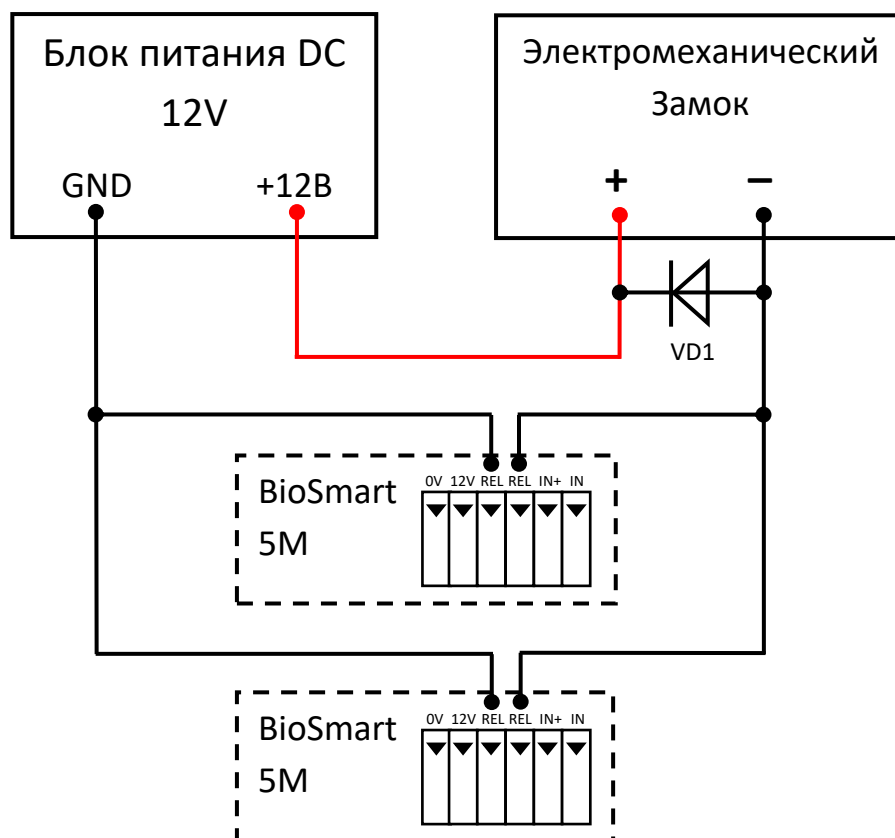 Блок питания DC
12V
GND +12В
Электромеханический
Замок
+ −
VD1
BioSmart
5M
0V 12V REL REL IN+ IN
BioSmart
5M
0V 12V REL REL IN+ IN